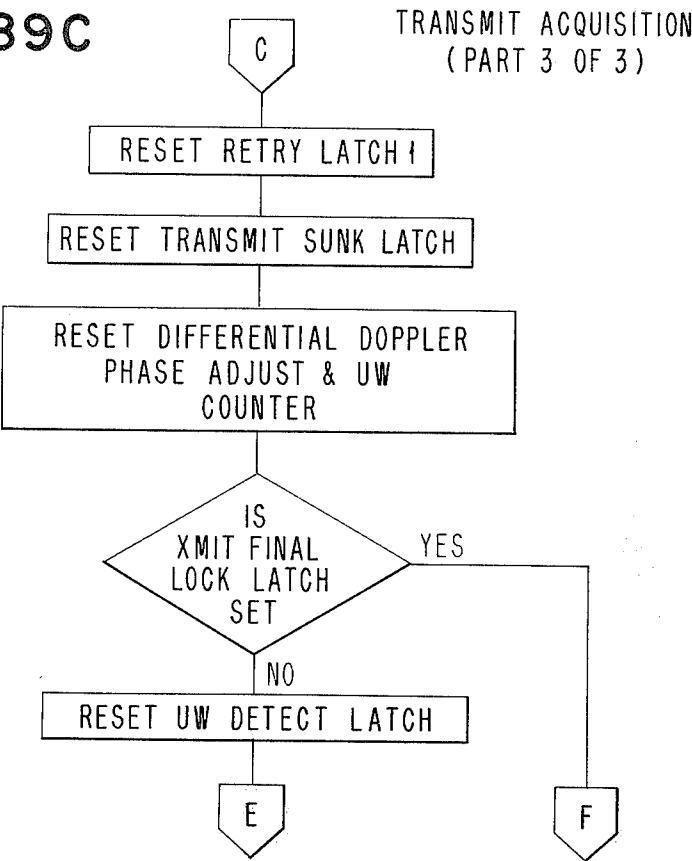 39C
TRANSMIT ACQUISITION
(PART 3 OF 3)
C
RESET RETRY LATCH 1
RESET TRANSMIT SUNK LATCH
RESET DIFFERENTIAL DOPPLER
PHASE ADJUST & UW
COUNTER
IS
XMIT FINAL
LOCK LATCH
SET
YES
NO
RESET UW DETECT LATCH
E
F